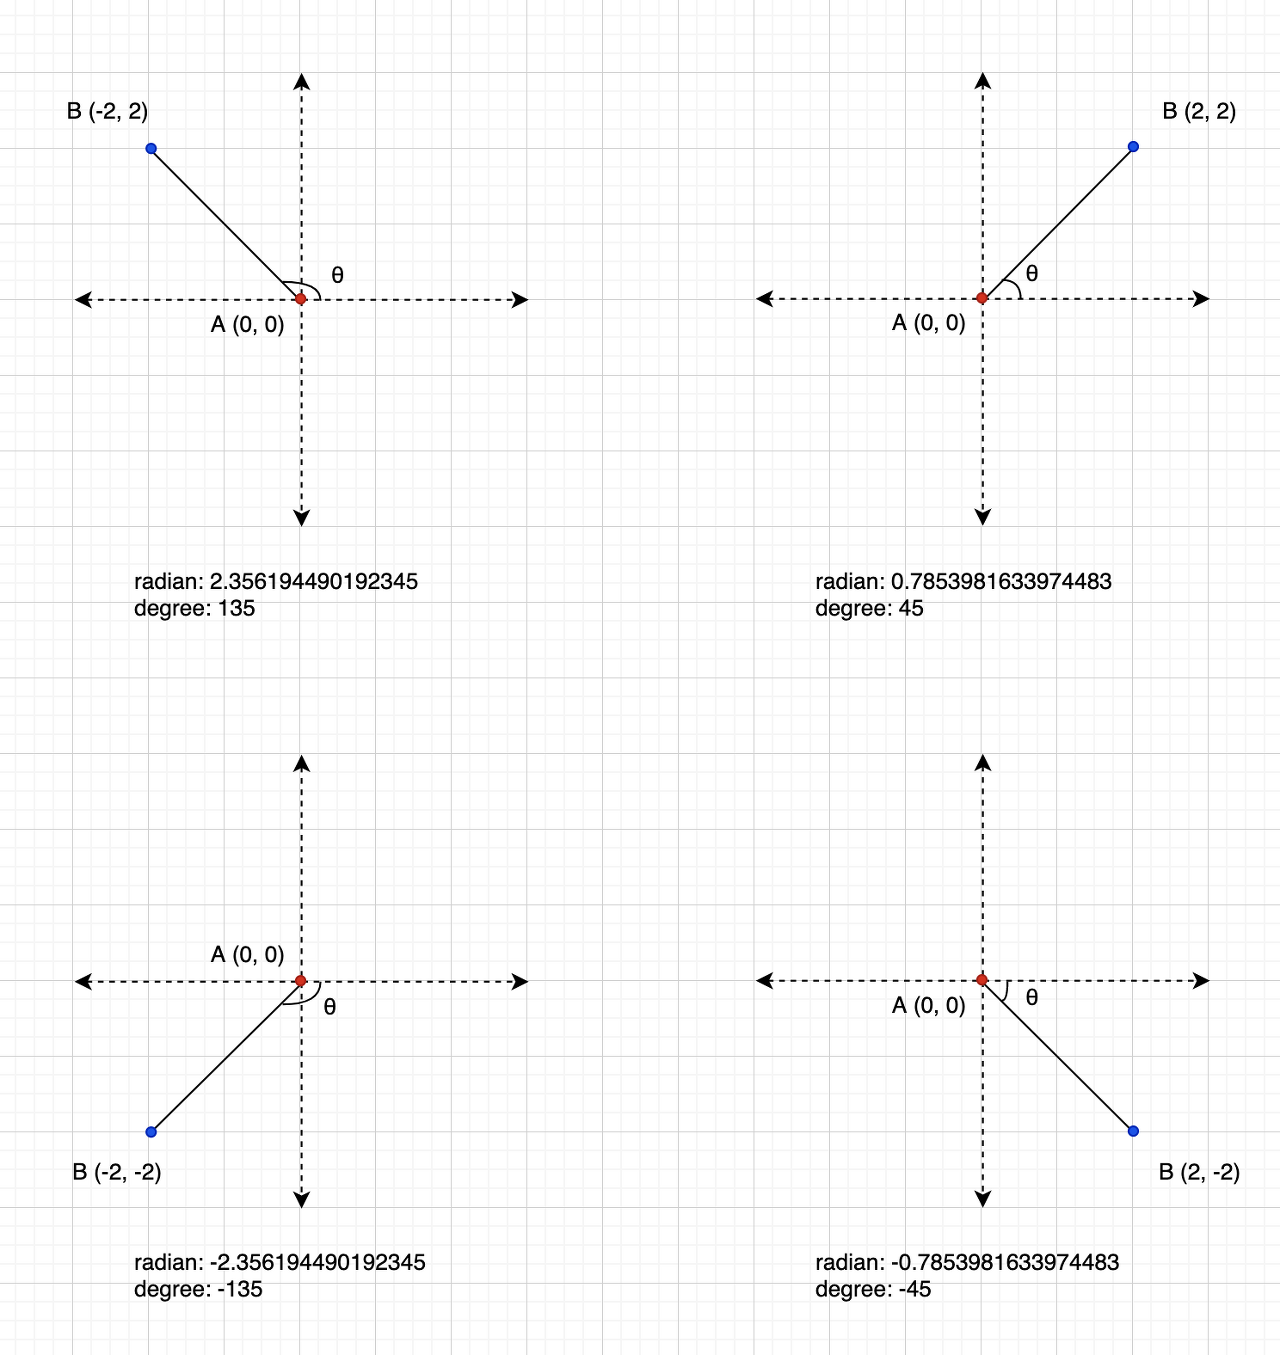 B (-2, 2)
θ
A (0, 0)
radian: 2.356194490192345
degree: 135
B (2, 2)
θ
A (0, 0)
radian: 0.7853981633974483
degree: 45
A (0, 0)
θ
B (-2, -2)
radian: -2.356194490192345
degree: -135
A (0, 0)
θ
B (2, -2)
radian: -0.7853981633974483
degree: -45